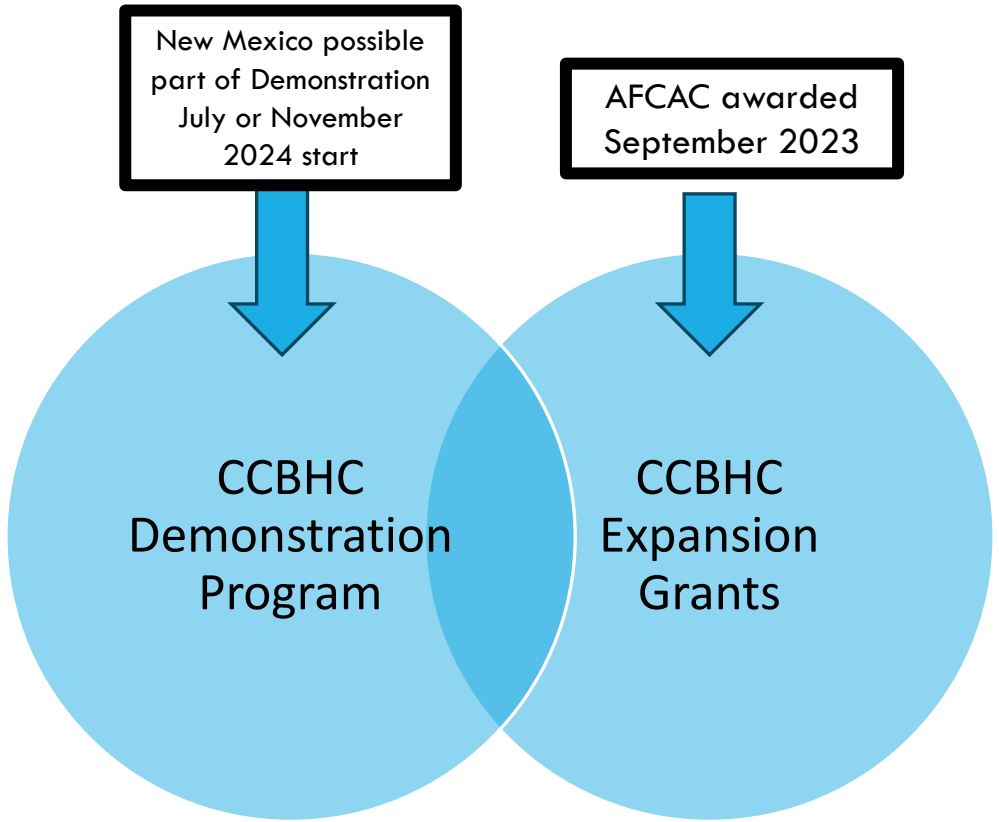 New Mexico possible
part of Demonstration
July or November
2024 start
AFCAC awarded
September 2023
CCBHC
Demonstration
Program
CCBHC
Expansion
Grants